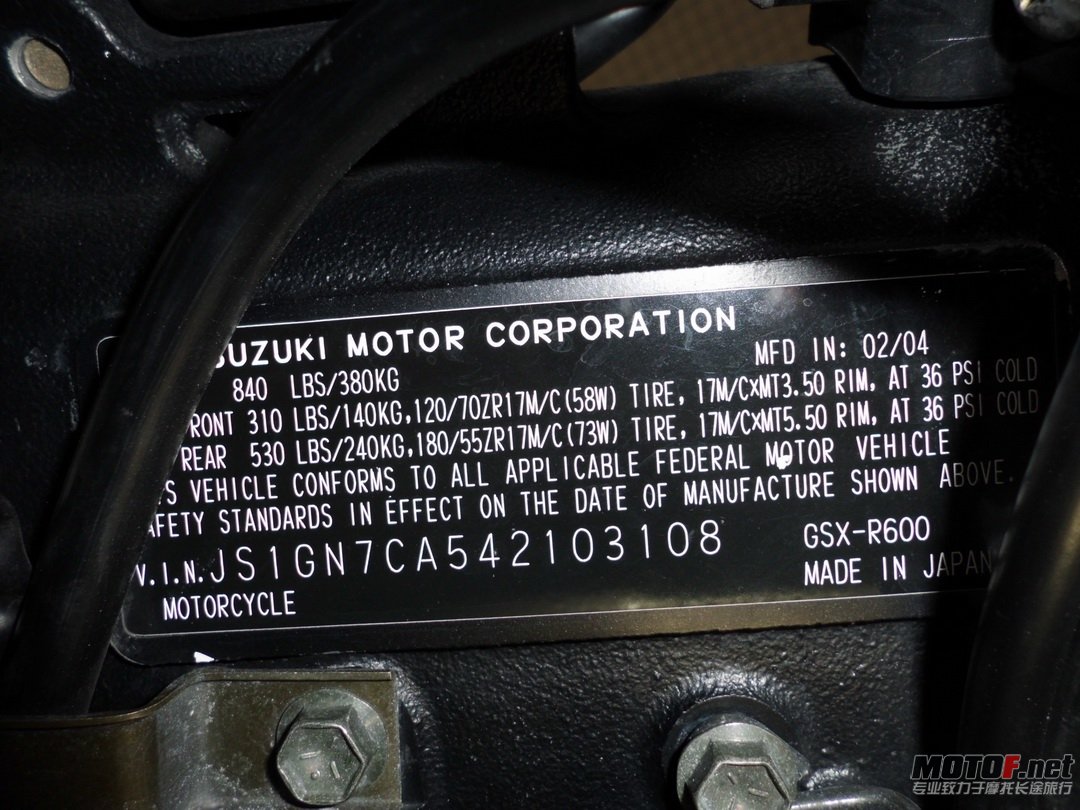 SUZUKI MOTOR CORPORATION
MFD IN: 02/04
840 LBS/380KG
RONT 310 LBS/140KG,120/70ZR17M/C(58W) TIRE, 17M/CxMT3.50 RIM, AT 36 PSI COLD
REAR 530 LBS/240KG,180/55ZR17M/C(73W) TIRE, 17M/CxMT5.50 RIM, AT 36 PSI COLD
S VEHICLE CONFORMS TO ALL APPLICABLE FEDERAL MOTOR VEHICLE
AFETY STANDARDS IN EFFECT ON THE DATE OF MANUFACTURE SHOWN ABOVE.
V.I.N. JS1GN7CA542103108
GSX-R600
MOTORCYCLE
MADE IN JAPAN
MOTOF.net
专业致力于摩托长途旅行